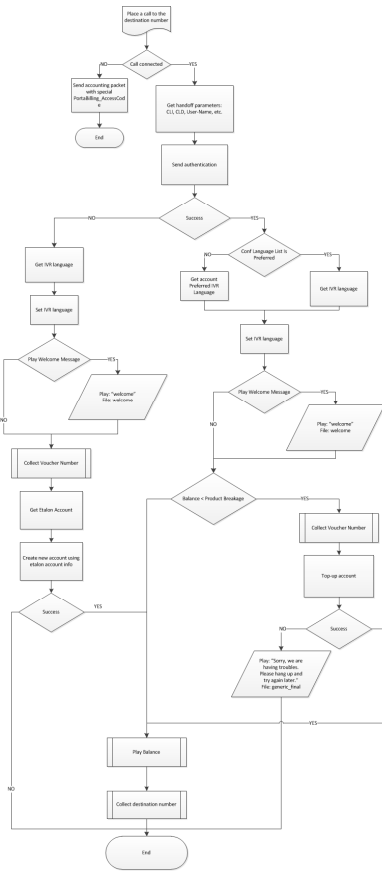 Place a call to the
destination number
NO
Call connected
YES
Send accounting packet
with special
PortaBilling_AccessCod
e
End
Get handoff parameters:
CLI, CLD, User-Name, etc.
Send authentication
NO
Success
YES
Get IVR language
Set IVR language
Play Welcome Message
YES
Play: "welcome"
File: welcome
NO
Collect Voucher Number
Get Etalon Account
Create new account using
etalon account info
Success
YES
NO
Conf Language List is
Preferred
NO
YES
Get account
Preferred IVR
Language
Get IVR language
Set IVR language
Play Welcome Message
YES
Play: "welcome"
File: welcome
NO
Balance < Product Breakage
YES
Collect Voucher Number
Top-up account
NO
Success
Play: "Sorry, we are
having troubles.
Please hang up and
try again later."
File: generic_final
YES
Play Balance
Collect destination number
End